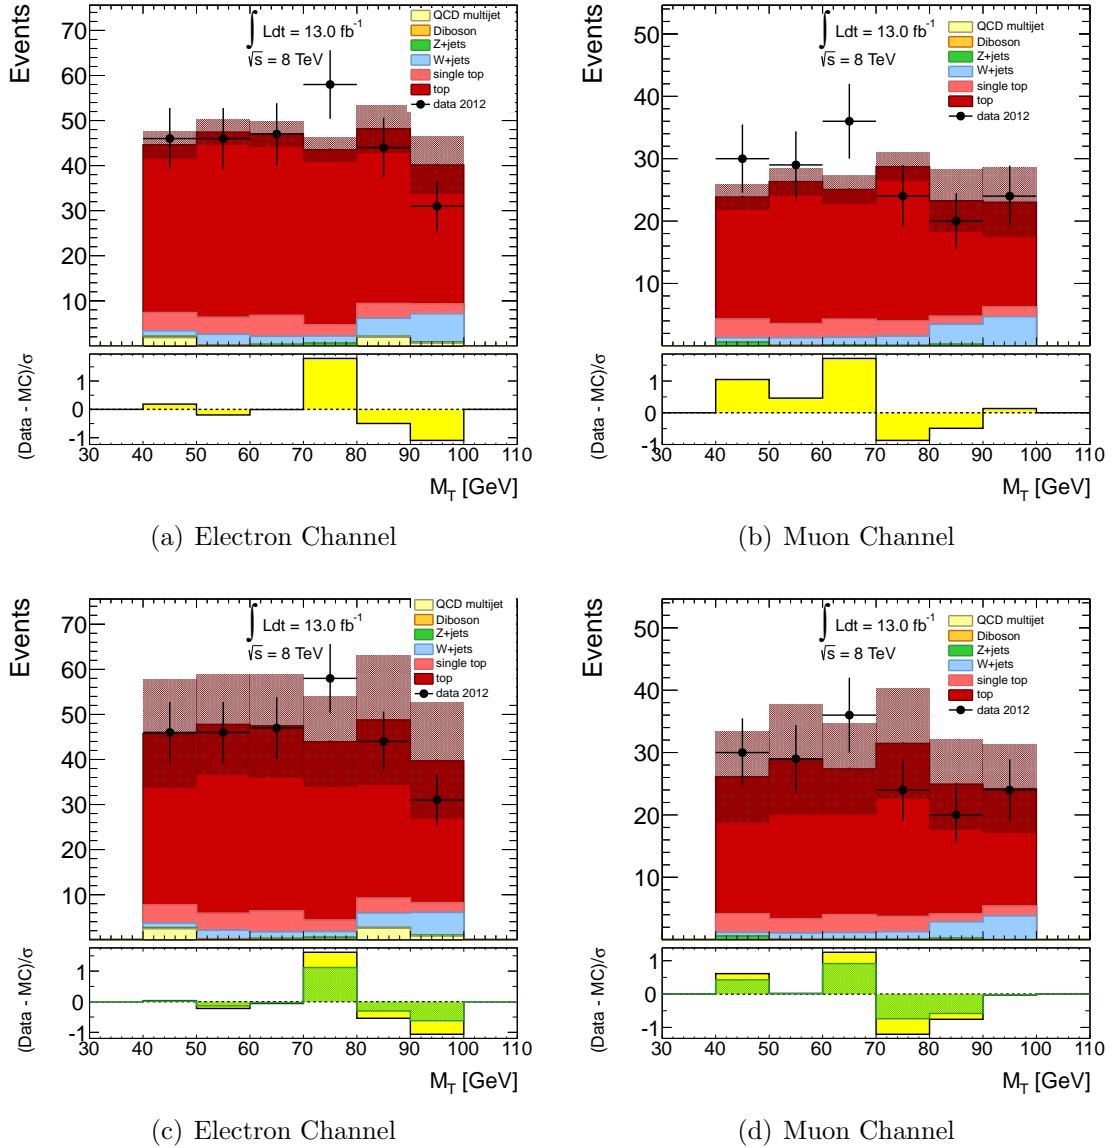 Events
70
60
50
40
30
20
10
∫ Ldt = 13.0 fb⁻¹
√s = 8 TeV
QCD multijet
Diboson
Z+jets
W+jets
single top
top
data 2012
(Data - MC)/σ
1
0
-1
30 40 50 60 70 80 90 100 110
M_T [GeV]
(a) Electron Channel
Events
50
40
30
20
10
∫ Ldt = 13.0 fb⁻¹
√s = 8 TeV
QCD multijet
Diboson
Z+jets
W+jets
single top
top
data 2012
(Data - MC)/σ
1
0
-1
30 40 50 60 70 80 90 100 110
M_T [GeV]
(b) Muon Channel
Events
70
60
50
40
30
20
10
∫ Ldt = 13.0 fb⁻¹
√s = 8 TeV
QCD multijet
Diboson
Z+jets
W+jets
single top
top
data 2012
(Data - MC)/σ
1
0
-1
30 40 50 60 70 80 90 100 110
M_T [GeV]
(c) Electron Channel
Events
50
40
30
20
10
∫ Ldt = 13.0 fb⁻¹
√s = 8 TeV
QCD multijet
Diboson
Z+jets
W+jets
single top
top
data 2012
(Data - MC)/σ
1
0
-1
30 40 50 60 70 80 90 100 110
M_T [GeV]
(d) Muon Channel